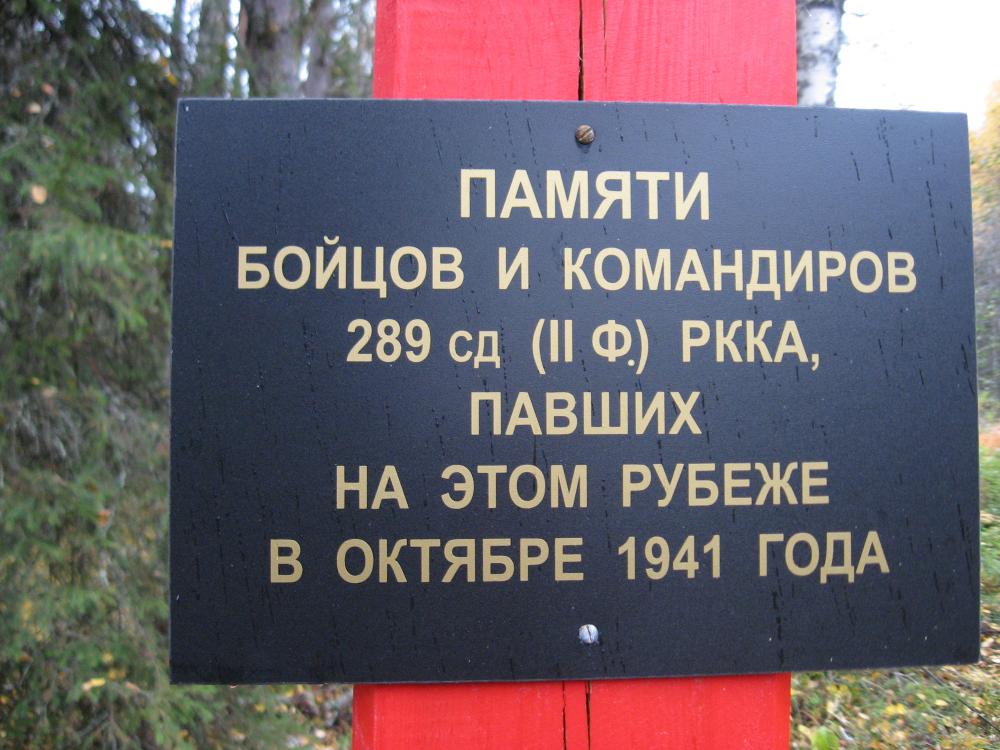 ПАМЯТИ
БОЙЦОВ И КОМАНДИРОВ
289 СД (II Ф.) РККА,
ПАВШИХ
НА ЭТОМ РУБЕЖЕ
В ОКТЯБРЕ 1941 ГОДА